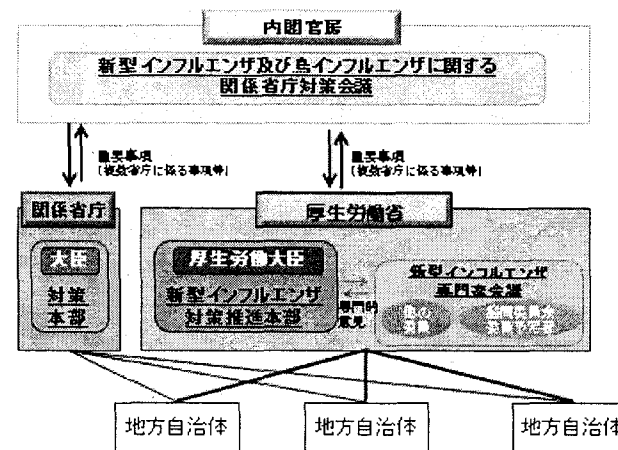 内閣官房
新型インフルエンザ及び鳥インフルエンザに関する
関係省庁対策会議
重要事項
(複数省庁に係る事項等)
重要事項
(複数省庁に係る事項等)
関係省庁
厚生労働省
大臣
対策
本部
厚生労働大臣
新型インフルエンザ
対策推進本部
専門的
意見
新型インフルエンザ
専門家会議
地方自治体
地方自治体
地方自治体